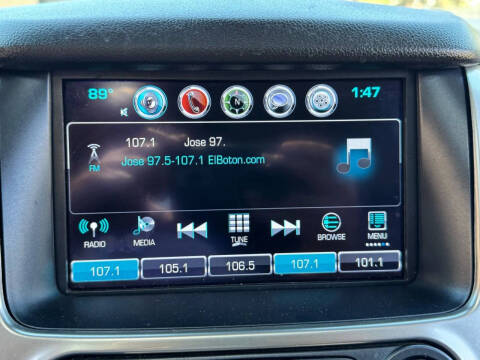 89° 1:47
N
107.1 Jose 97.
FM Jose 97.5-107.1 ElBoton.com
RADIO MEDIA TUNE BROWSE MENU
107.1 105.1 106.5 107.1 101.1